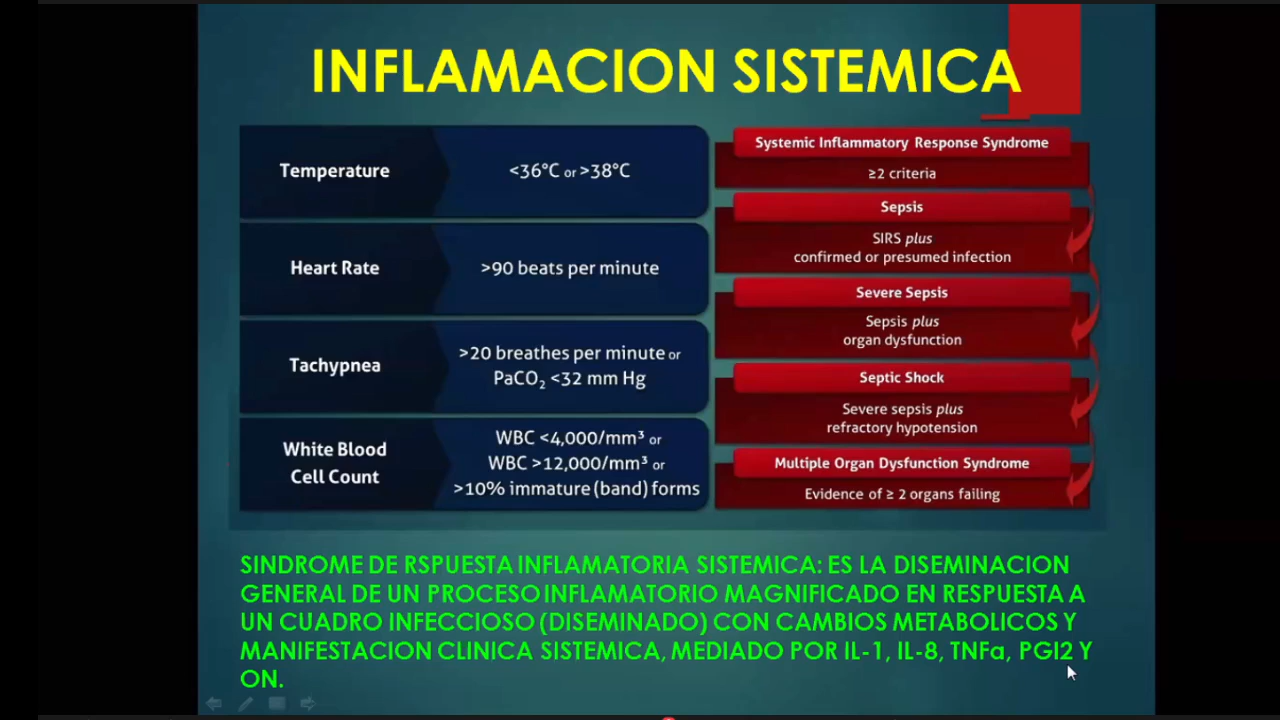 INFLAMACION SISTEMICA
Temperature
<36°C or >38°C
Heart Rate
>90 beats per minute
Tachypnea
>20 breathes per minute or
PaCO₂ <32 mm Hg
White Blood
Cell Count
WBC <4,000/mm³ or
WBC >12,000/mm³ or
>10% immature (band) forms
Systemic Inflammatory Response Syndrome
≥2 criteria
Sepsis
SIRS plus
confirmed or presumed infection
Severe Sepsis
Sepsis plus
organ dysfunction
Septic Shock
Severe sepsis plus
refractory hypotension
Multiple Organ Dysfunction Syndrome
Evidence of ≥ 2 organs failing
SINDROME DE RSPUESTA INFLAMATORIA SISTEMICA: ES LA DISEMINACION
GENERAL DE UN PROCESO INFLAMATORIO MAGNIFICADO EN RESPUESTA A
UN CUADRO INFECCIOSO (DISEMINADO) CON CAMBIOS METABOLICOS Y
MANIFESTACION CLINICA SISTEMICA, MEDIADO POR IL-1, IL-8, TNFα, PGI2 Y
ON.